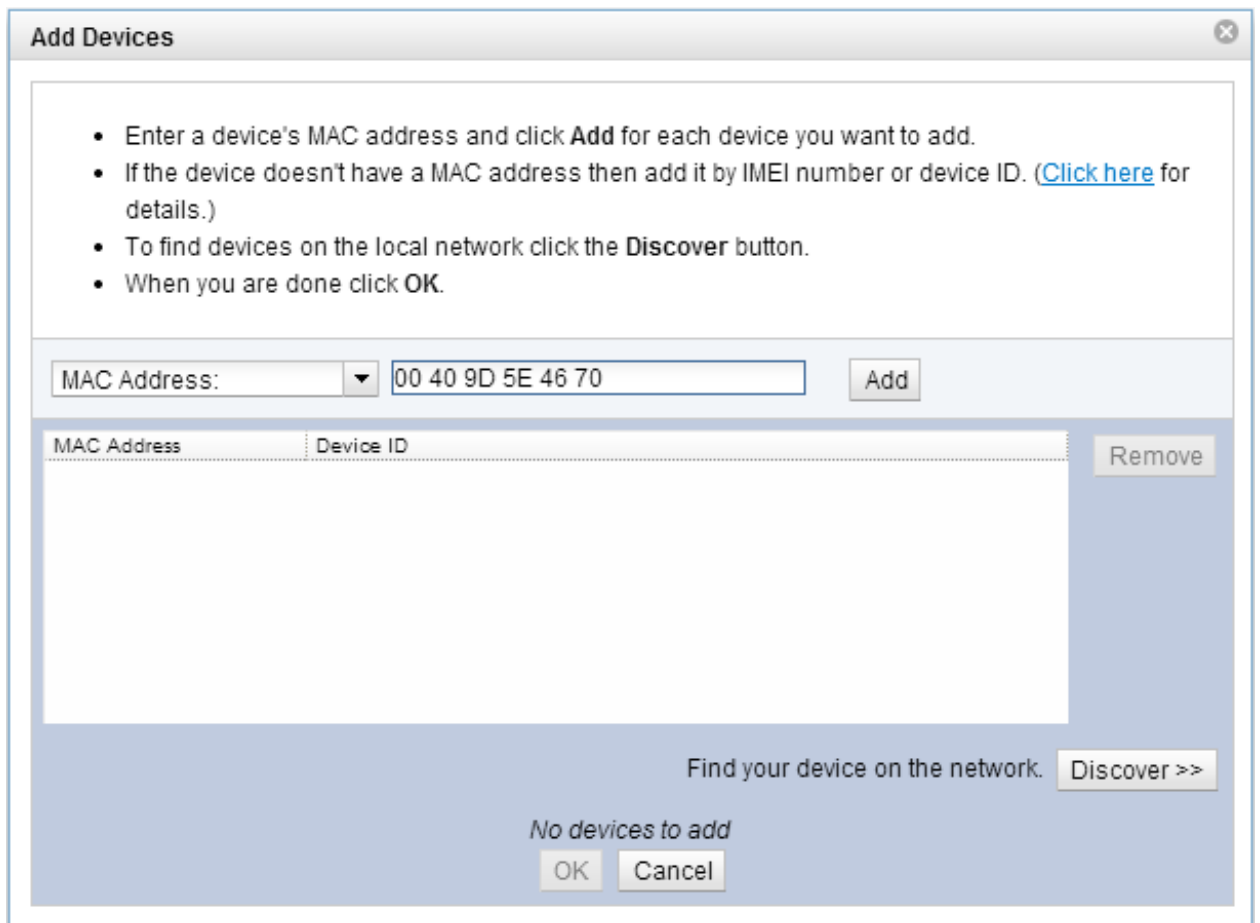 Add Devices
• Enter a device's MAC address and click Add for each device you want to add.
• If the device doesn't have a MAC address then add it by IMEI number or device ID. (Click here for
details.)
• To find devices on the local network click the Discover button.
• When you are done click OK.
MAC Address: 00 40 9D 5E 46 70 Add
MAC Address Device ID
Remove
Find your device on the network. Discover >>
No devices to add
OK Cancel